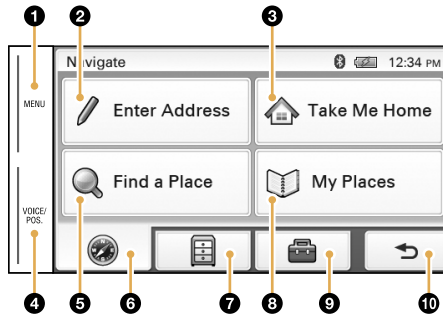 1
2
3
Navigate
12:34 PM
MENU
Enter Address
Take Me Home
Find a Place
My Places
VOICE/
POS.
4
5
6
7
8
9
10